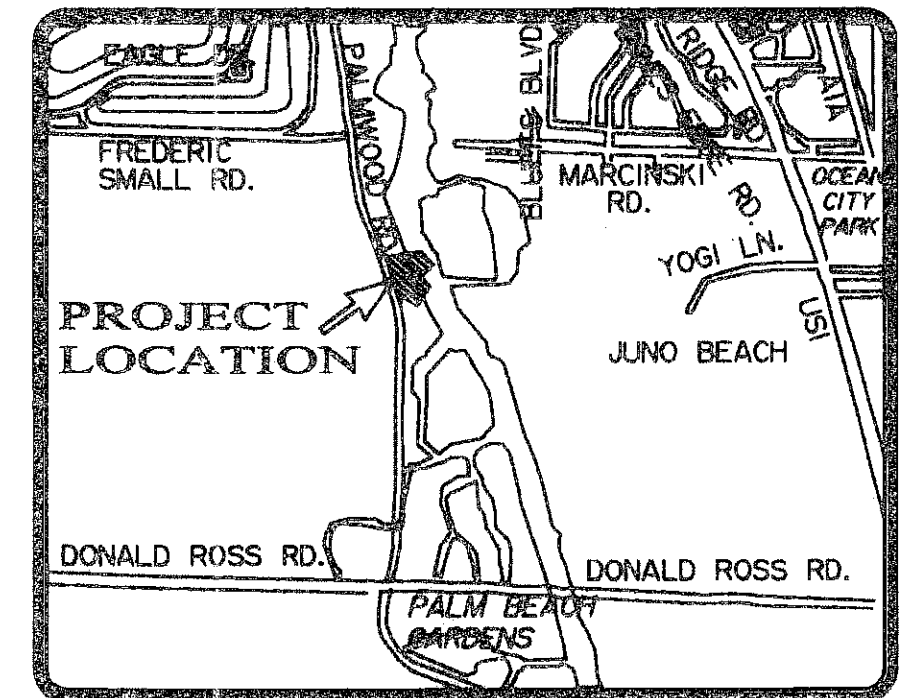 EAGLE
PALMWOOD RD.
BLVD
RIDGE RD
A1A
FREDERIC
SMALL RD.
MARCINSKI
RD.
RD.
OCEAN
CITY
PARK
YOGI LN.
US1
PROJECT
LOCATION
JUNO BEACH
DONALD ROSS RD.
DONALD ROSS RD.
PALM BEACH
GARDENS